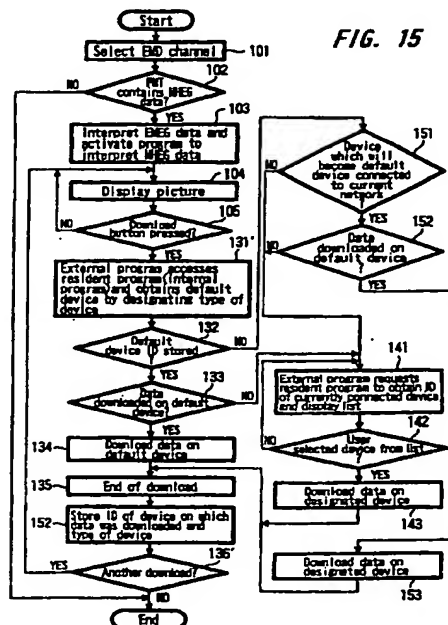 FIG. 15
Start
Select EMD channel
101
102
PMT
contains MHEG
data?
NO
YES
103
Interpret EMEG data and
activate program to
interpret MHEG data
104
Display picture
105
Download
button pressed?
NO
YES
131'
External program accesses
resident program(internal
program)and obtains default
device by designating type of
device
132
Default
device ID stored
NO
YES
133
Data
downloaded on default
device?
NO
YES
134
Download data on
default device
135
End of download
152
Store ID of device on which
data was downloaded and
type of device
136'
Another download?
YES
NO
End
151
Device
which will
become default
device connected
to current
network
?
NO
YES
152
Data
downloaded on
default device
?
NO
YES
141
External program requests
resident program to obtain ID
of currently connected device
and display list
142
User
selected device from list
?
NO
YES
Download data on
designated device
143
Download data on
designated device
153